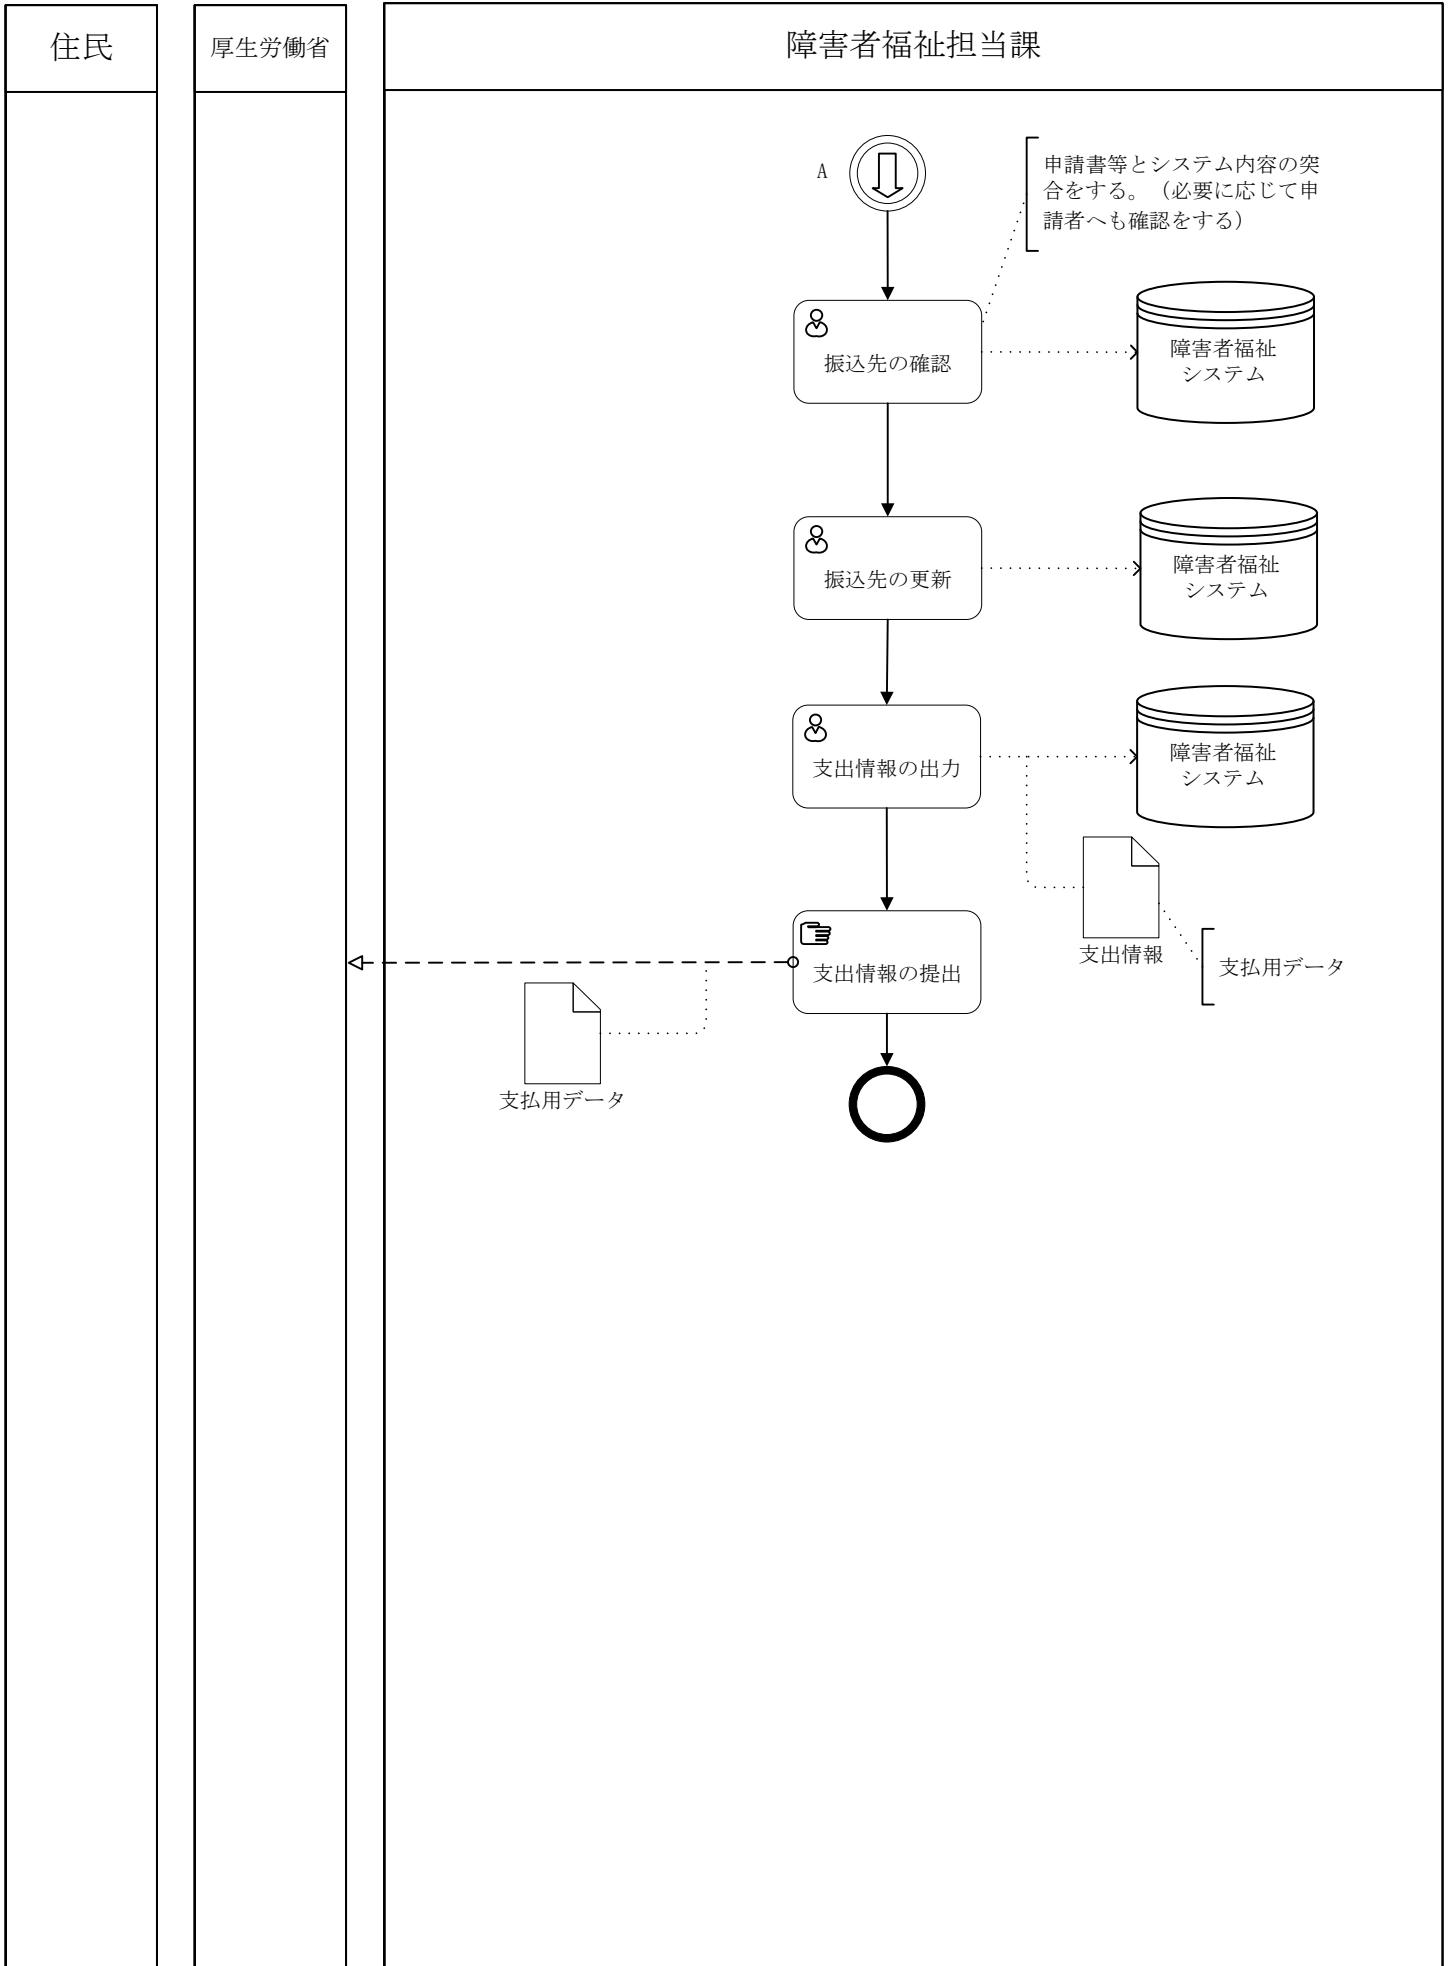 住民
厚生労働省
障害者福祉担当課
A
申請書等とシステム内容の突
合をする。（必要に応じて申
請者へも確認をする）
振込先の確認
障害者福祉
システム
振込先の更新
障害者福祉
システム
支出情報の出力
障害者福祉
システム
支出情報
支払用データ
支出情報の提出
支払用データ